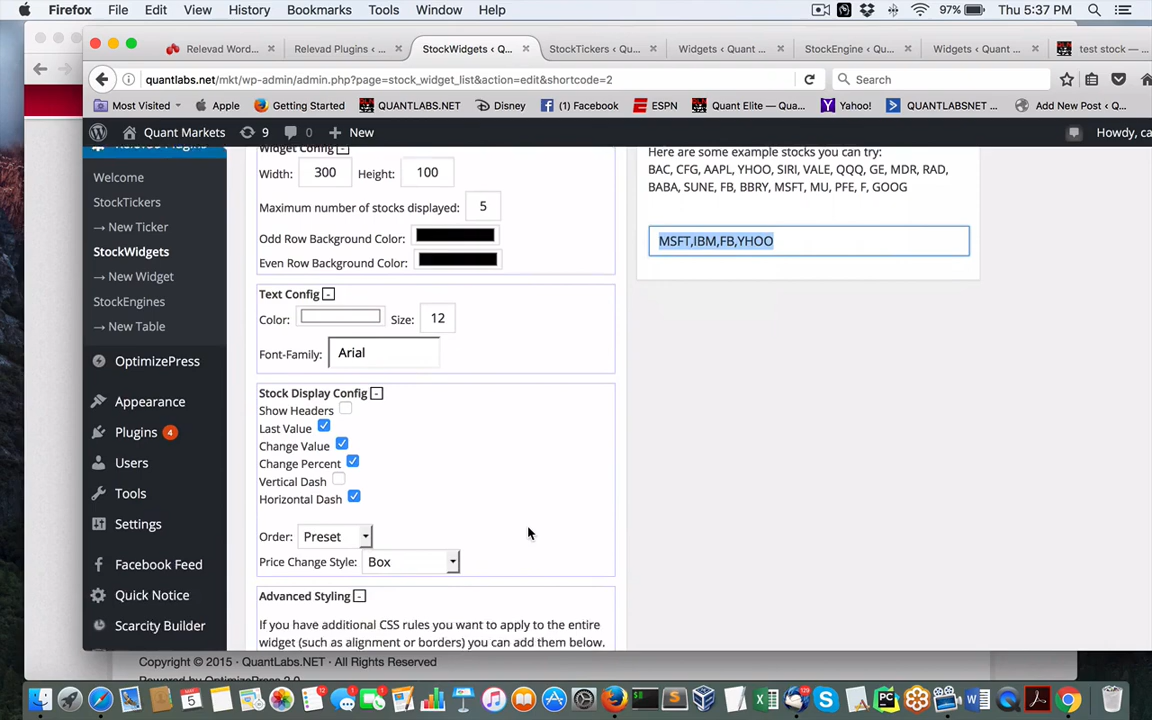 Firefox File Edit View History Bookmarks Tools Window Help 97% Thu 5:37 PM
Relevad Word... Relevad Plugins ‹ ... StockWidgets ‹ Q... StockTickers ‹ Qu... Widgets ‹ Quant ... StockEngine ‹ Qu... Widgets ‹ Quant ... test stock —...
quantlabs.net/mkt/wp-admin/admin.php?page=stock_widget_list&action=edit&shortcode=2 Search
Most Visited Apple Getting Started QUANTLABS.NET Disney (1) Facebook ESPN Quant Elite — Qua... Yahoo! QUANTLABSNET ... Add New Post ‹ Q...
Quant Markets 9 0 New Howdy, ca
Welcome
StockTickers
→ New Ticker
StockWidgets
→ New Widget
StockEngines
→ New Table
OptimizePress
Appearance
Plugins 4
Users
Tools
Settings
Facebook Feed
Quick Notice
Scarcity Builder
Widget Config -
Width: 300 Height: 100
Maximum number of stocks displayed: 5
Odd Row Background Color:
Even Row Background Color:
Text Config -
Color: Size: 12
Font-Family: Arial
Stock Display Config -
Show Headers
Last Value
Change Value
Change Percent
Vertical Dash
Horizontal Dash
Order: Preset
Price Change Style: Box
Advanced Styling -
If you have additional CSS rules you want to apply to the entire
widget (such as alignment or borders) you can add them below.
Here are some example stocks you can try:
BAC, CFG, AAPL, YHOO, SIRI, VALE, QQQ, GE, MDR, RAD,
BABA, SUNE, FB, BBRY, MSFT, MU, PFE, F, GOOG
MSFT,IBM,FB,YHOO
Copyright © 2015 · QuantLabs.NET · All Rights Reserved